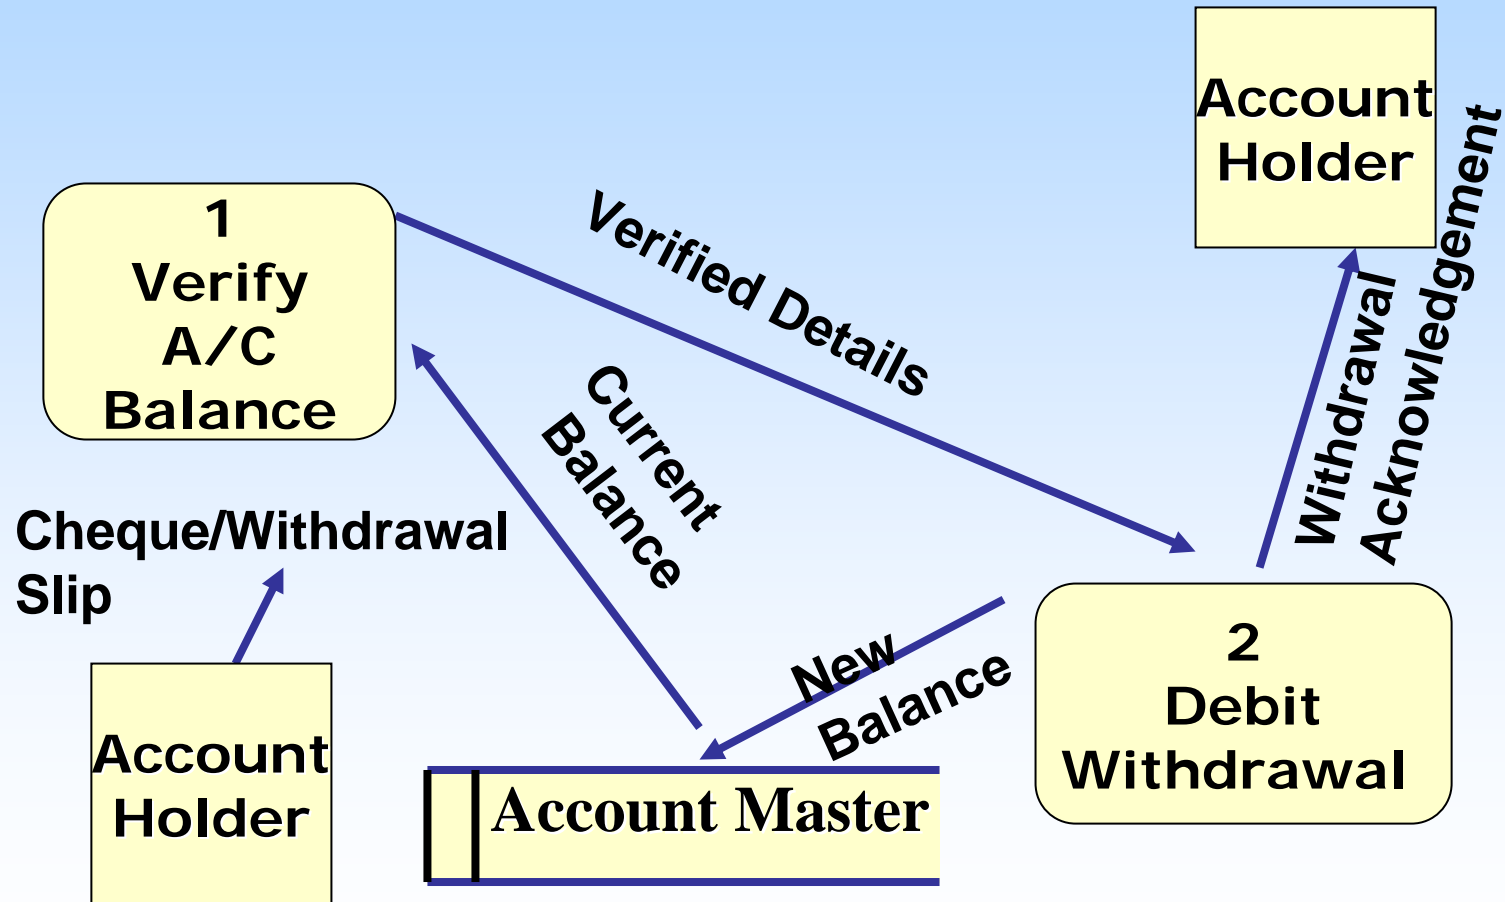 Account
Holder
1
Verify
A/C
Balance
Verified Details
Current
Balance
Withdrawal
Acknowledgement
Cheque/Withdrawal
Slip
New
Balance
2
Debit
Withdrawal
Account
Holder
Account Master